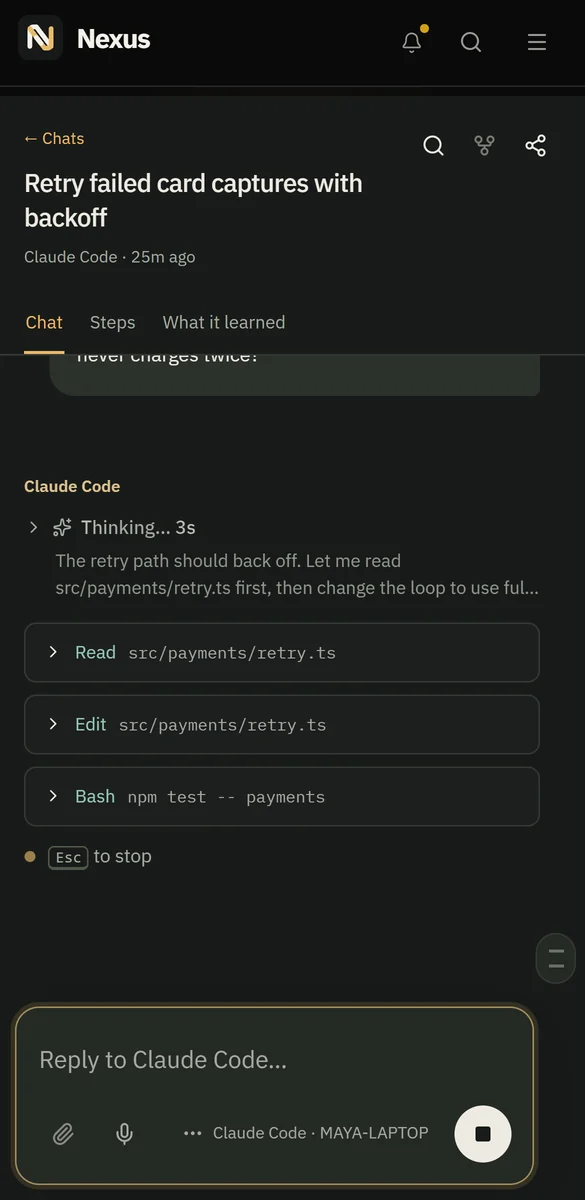 Nexus
← Chats
Retry failed card captures with
backoff
Claude Code · 25m ago
Chat Steps What it learned
never charges twice?
Claude Code
Thinking... 3s
The retry path should back off. Let me read
src/payments/retry.ts first, then change the loop to use ful...
Read src/payments/retry.ts
Edit src/payments/retry.ts
Bash npm test -- payments
Esc to stop
Reply to Claude Code...
Claude Code · MAYA-LAPTOP